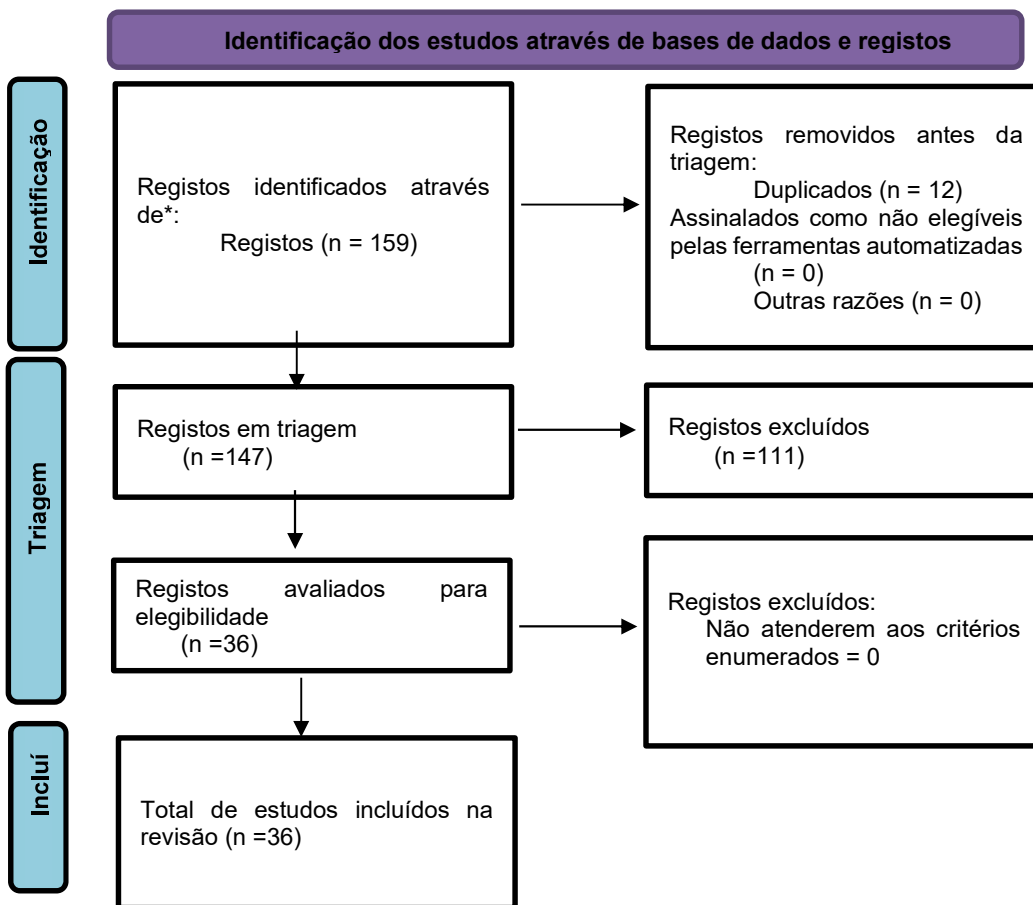 Identificação dos estudos através de bases de dados e registos
Identificação
Registos identificados através
de*:
Registos (n = 159)
Registos removidos antes da
triagem:
Duplicados (n = 12)
Assinalados como não elegíveis
pelas ferramentas automatizadas
(n = 0)
Outras razões (n = 0)
Triagem
Registos em triagem
(n =147)
Registos excluídos
(n =111)
Registos avaliados para
elegibilidade
(n =36)
Registos excluídos:
Não atenderem aos critérios
enumerados = 0
Incluí
Total de estudos incluídos na
revisão (n =36)